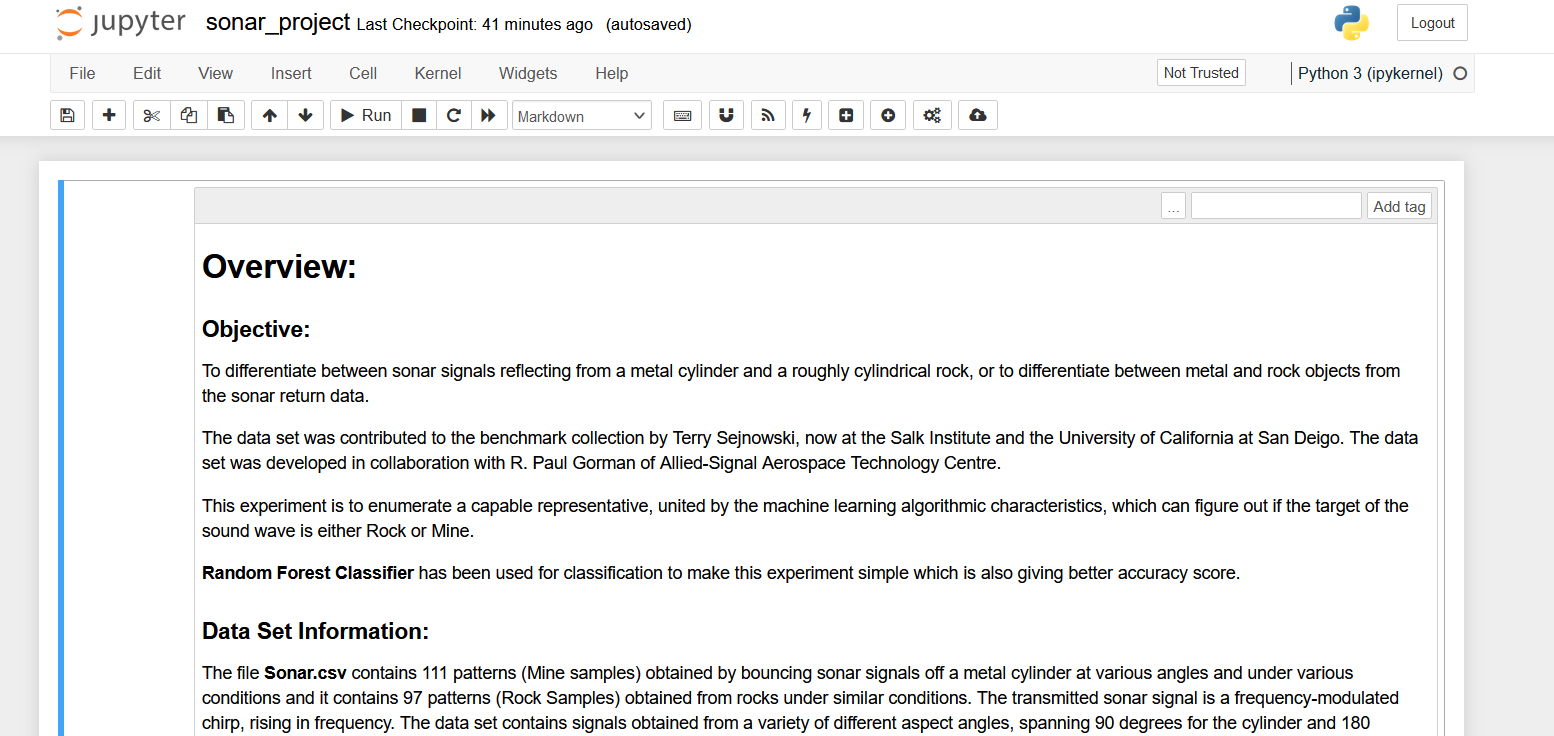 jupyter sonar_project Last Checkpoint: 41 minutes ago (autosaved) Logout
File Edit View Insert Cell Kernel Widgets Help Not Trusted Python 3 (ipykernel)
Run Markdown
... Add tag
Overview:
Objective:
To differentiate between sonar signals reflecting from a metal cylinder and a roughly cylindrical rock, or to differentiate between metal and rock objects from
the sonar return data.
The data set was contributed to the benchmark collection by Terry Sejnowski, now at the Salk Institute and the University of California at San Deigo. The data
set was developed in collaboration with R. Paul Gorman of Allied-Signal Aerospace Technology Centre.
This experiment is to enumerate a capable representative, united by the machine learning algorithmic characteristics, which can figure out if the target of the
sound wave is either Rock or Mine.
Random Forest Classifier has been used for classification to make this experiment simple which is also giving better accuracy score.
Data Set Information:
The file Sonar.csv contains 111 patterns (Mine samples) obtained by bouncing sonar signals off a metal cylinder at various angles and under various
conditions and it contains 97 patterns (Rock Samples) obtained from rocks under similar conditions. The transmitted sonar signal is a frequency-modulated
chirp, rising in frequency. The data set contains signals obtained from a variety of different aspect angles, spanning 90 degrees for the cylinder and 180